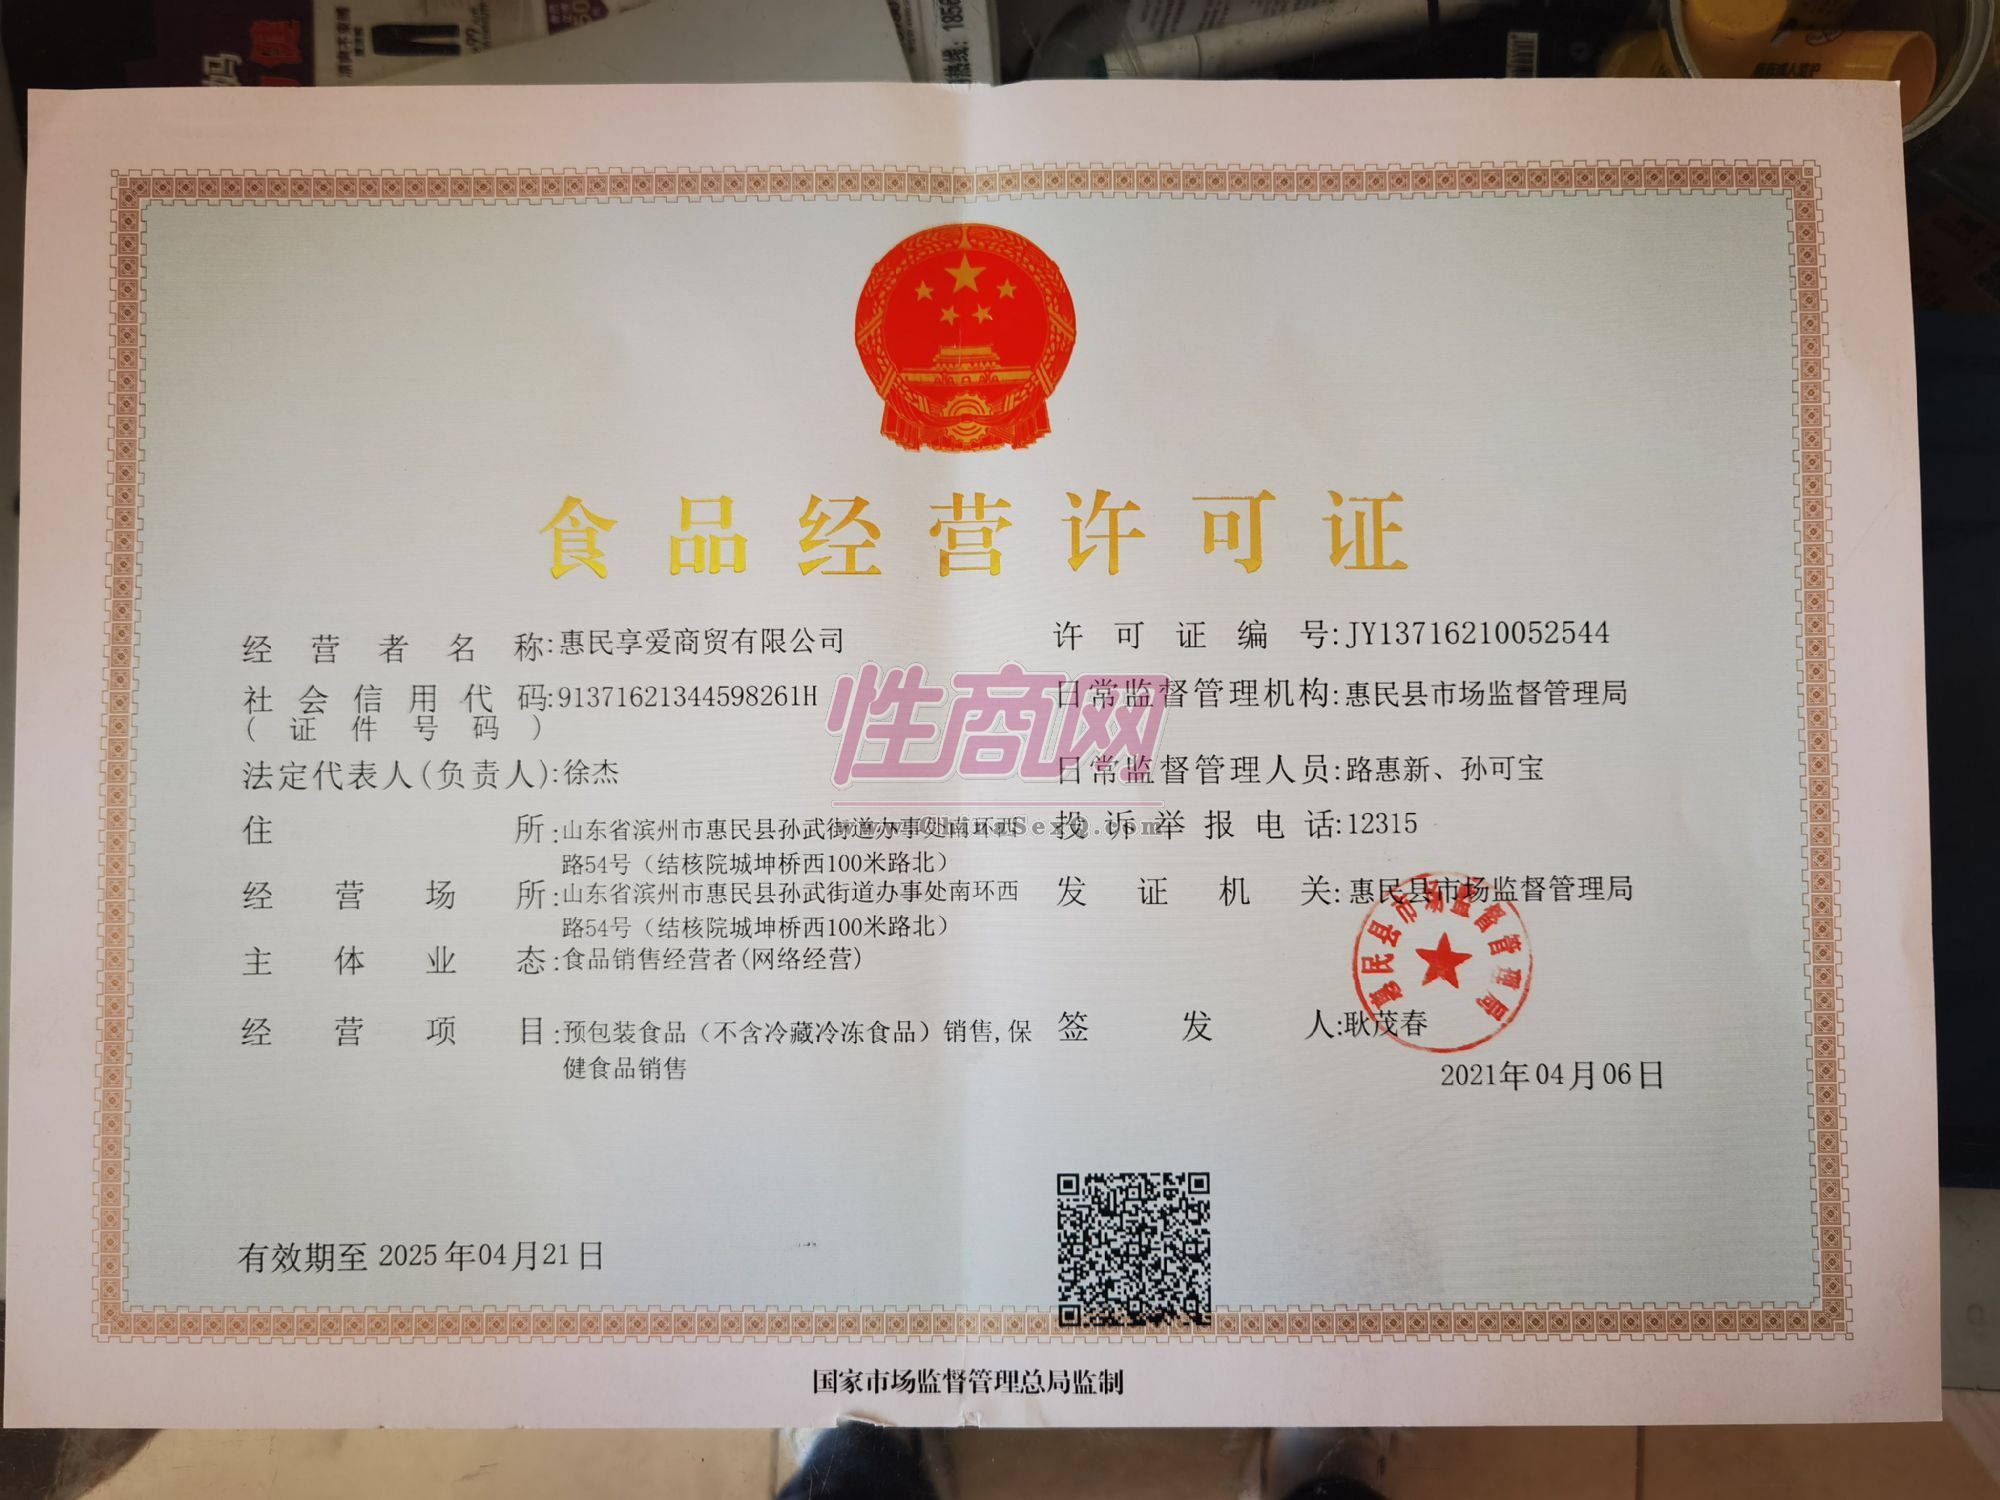 食品经营许可证
经营者名称:惠民享爱商贸有限公司
社会信用代码:91371621344598261H
(证件号码)
法定代表人(负责人):徐杰
住所:山东省滨州市惠民县孙武街道办事处南环西
路54号（结核院城坤桥西100米路北）
经营场所:山东省滨州市惠民县孙武街道办事处南环西
路54号（结核院城坤桥西100米路北）
主体业态:食品销售经营者(网络经营)
经营项目:预包装食品（不含冷藏冷冻食品）销售,保
健食品销售
有效期至 2025年04月21日
许可证编号:JY13716210052544
日常监督管理机构:惠民县市场监督管理局
日常监督管理人员:路惠新、孙可宝
投诉举报电话:12315
发证机关:惠民县市场监督管理局
惠民县市场监督管理局
签发人:耿茂春
2021年04月06日
国家市场监督管理总局监制
性商网
www.ChinaSexQ.com